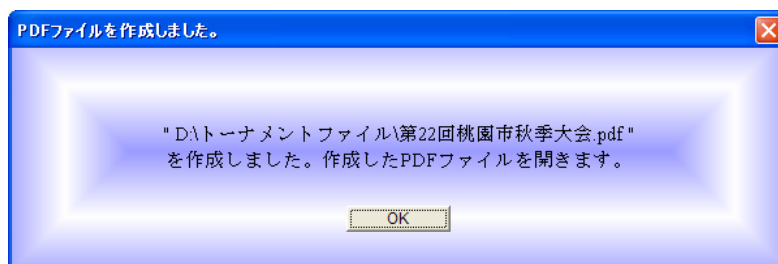 PDFファイルを作成しました。
" D:\トーナメントファイル\第22回桃園市秋季大会.pdf "
を作成しました。作成したPDFファイルを開きます。
OK